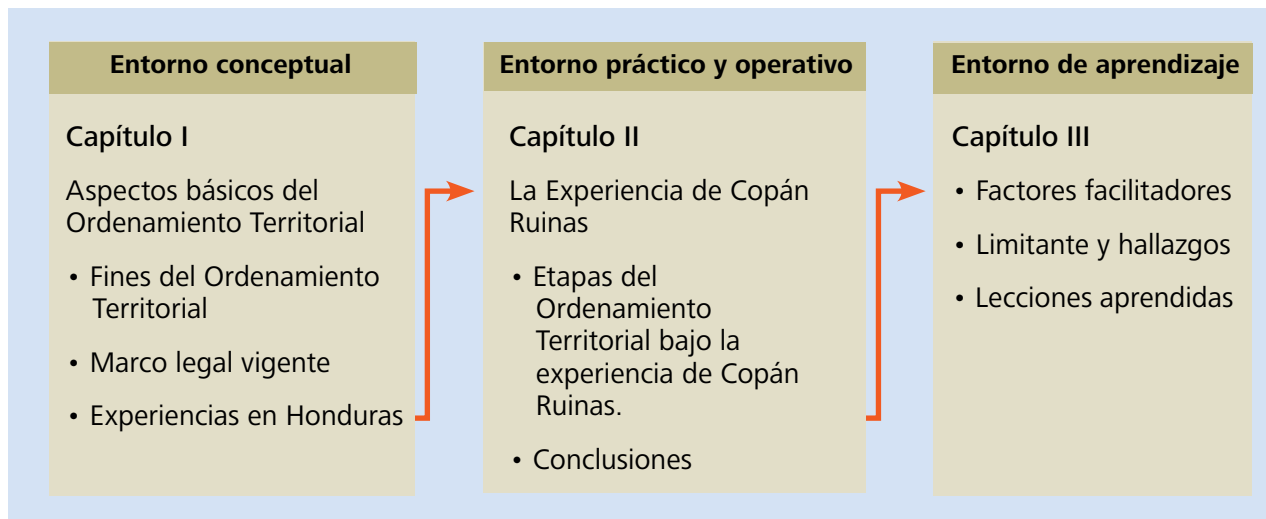 Entorno conceptual
Capítulo I
Aspectos básicos del
Ordenamiento Territorial
• Fines del Ordenamiento
Territorial
• Marco legal vigente
• Experiencias en Honduras
Entorno práctico y operativo
Capítulo II
La Experiencia de Copán
Ruinas
• Etapas del
Ordenamiento
Territorial bajo la
experiencia de Copán
Ruinas.
• Conclusiones
Entorno de aprendizaje
Capítulo III
• Factores facilitadores
• Limitante y hallazgos
• Lecciones aprendidas